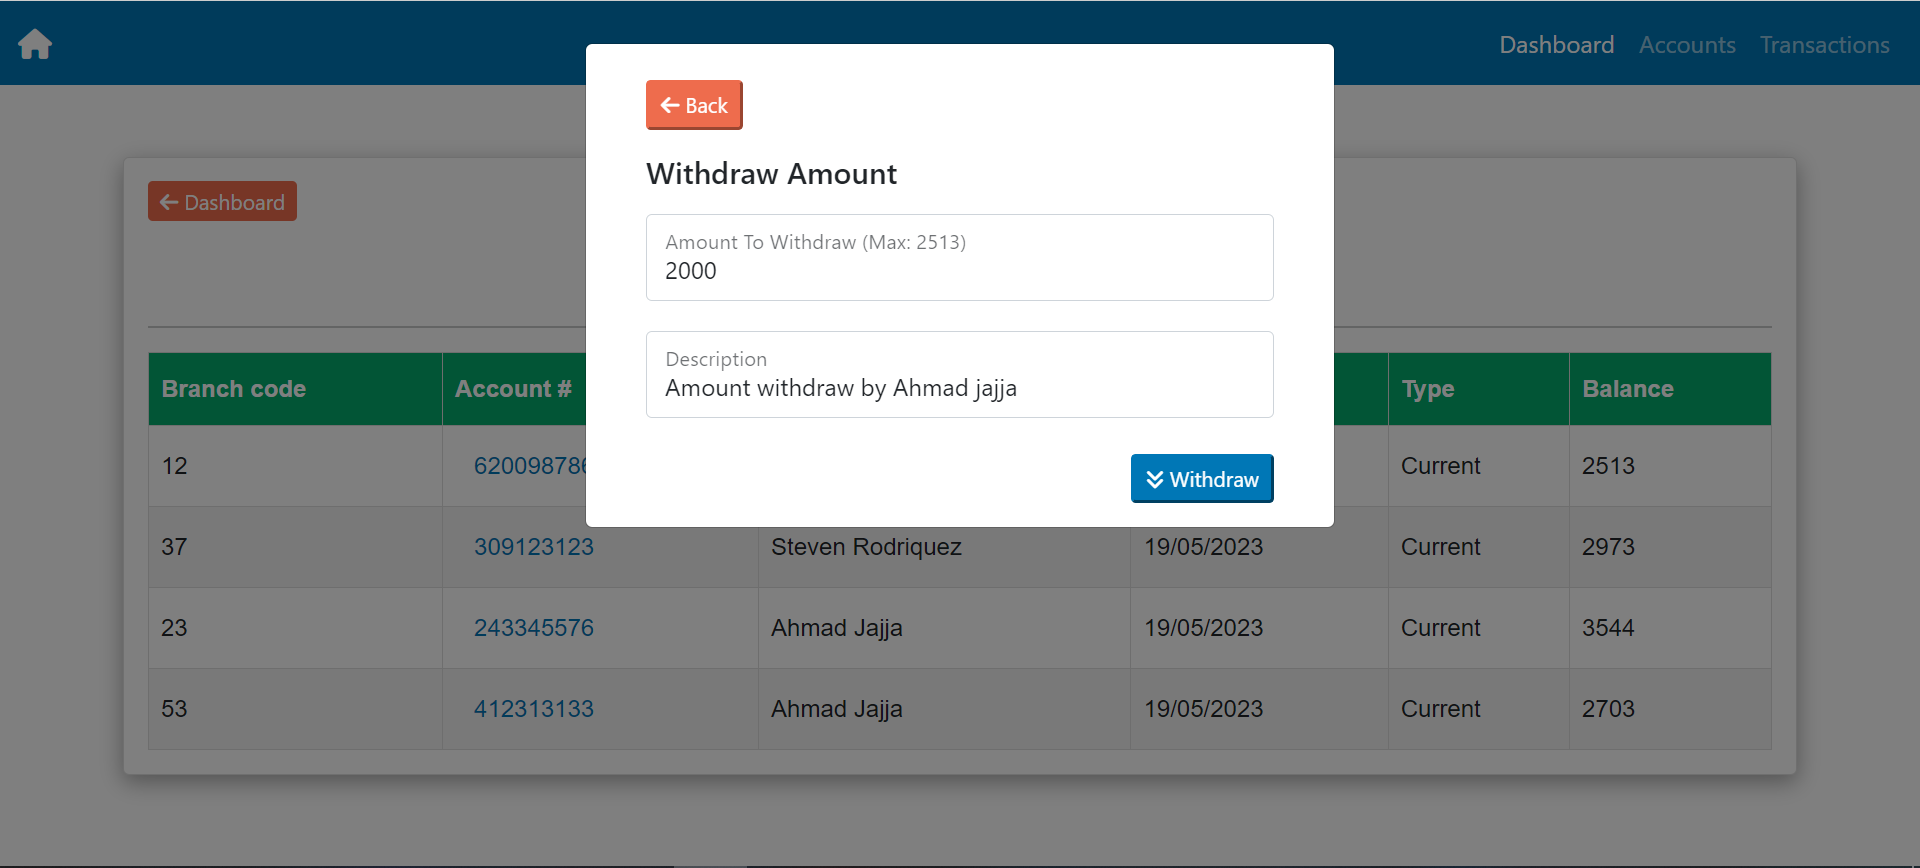 Dashboard Accounts Transactions
Back
Withdraw Amount
Dashboard
Amount To Withdraw (Max: 2513)
2000
Description
Amount withdraw by Ahmad jajja
Withdraw
Branch code Account # Type Balance
12 Current 2513
37 309123123 Steven Rodriquez 19/05/2023 Current 2973
23 243345576 Ahmad Jajja 19/05/2023 Current 3544
53 412313133 Ahmad Jajja 19/05/2023 Current 2703